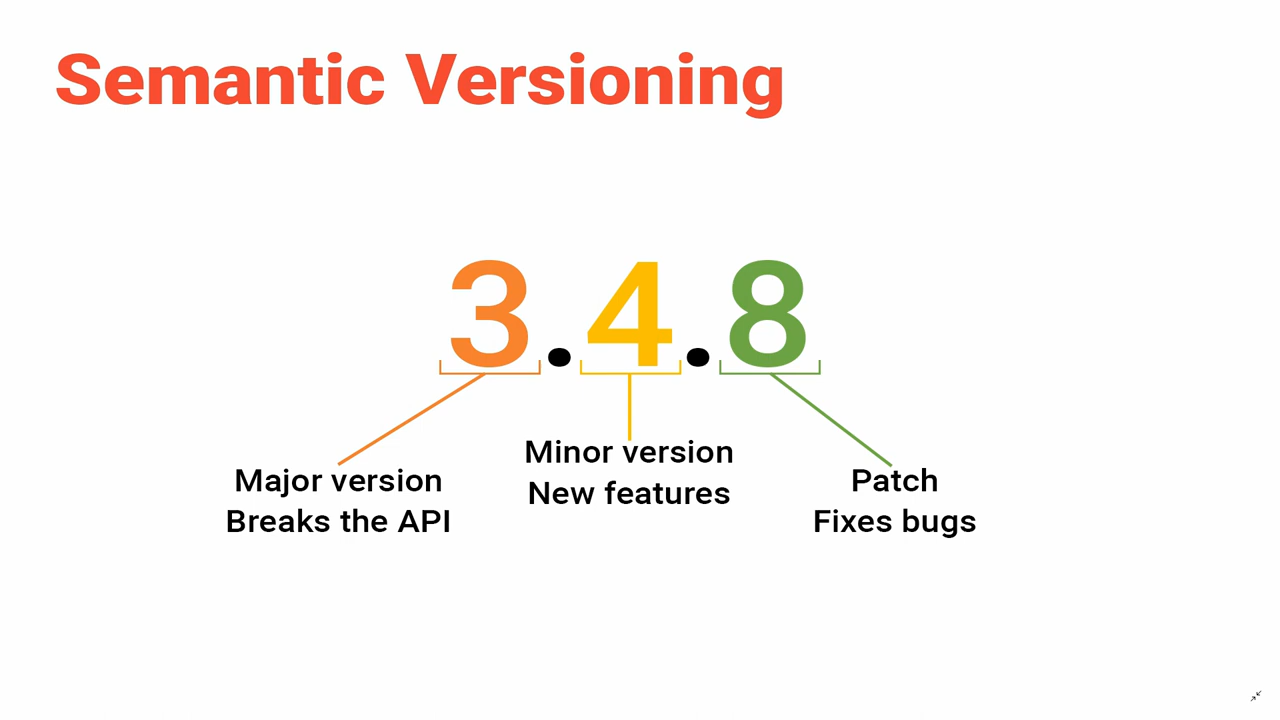 Semantic Versioning
3.4.8
Minor version
New features
Major version
Breaks the API
Patch
Fixes bugs